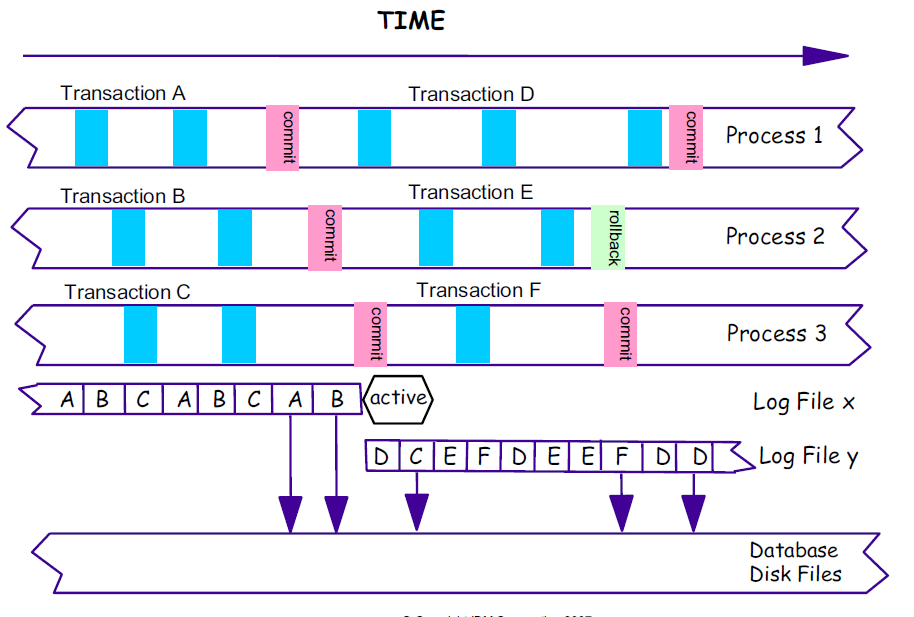 TIME
Transaction A
Transaction D
commit
commit
Process 1
Transaction B
Transaction E
commit
rollback
Process 2
Transaction C
Transaction F
commit
commit
Process 3
A B C A B C A B
active
Log File x
D C E F D E E F D D
Log File y
Database
Disk Files